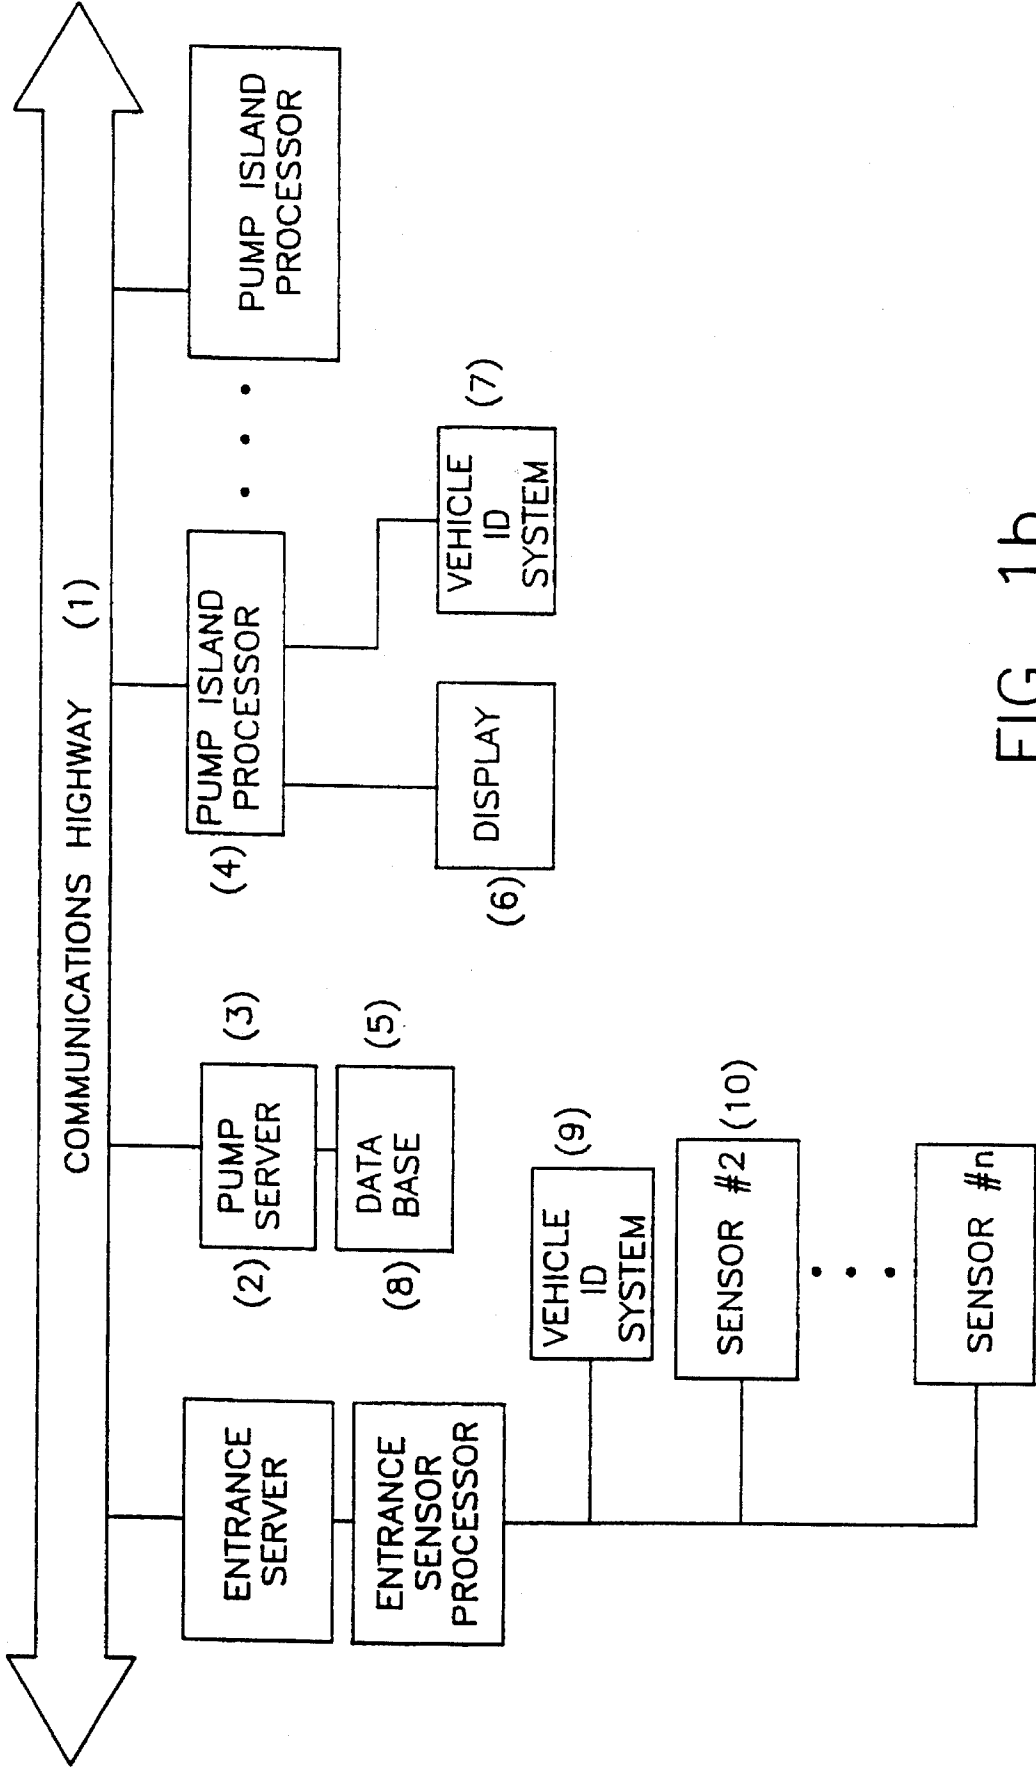 COMMUNICATIONS HIGHWAY (1)
ENTRANCE
SERVER
(2)
ENTRANCE
SENSOR
PROCESSOR
(8)
VEHICLE
ID
SYSTEM
(9)
SENSOR #2
(10)
SENSOR #n
PUMP
SERVER
(3)
DATA
BASE
(5)
(4)
PUMP ISLAND
PROCESSOR
(6)
DISPLAY
VEHICLE
ID
SYSTEM
(7)
PUMP ISLAND
PROCESSOR
FIG 1b